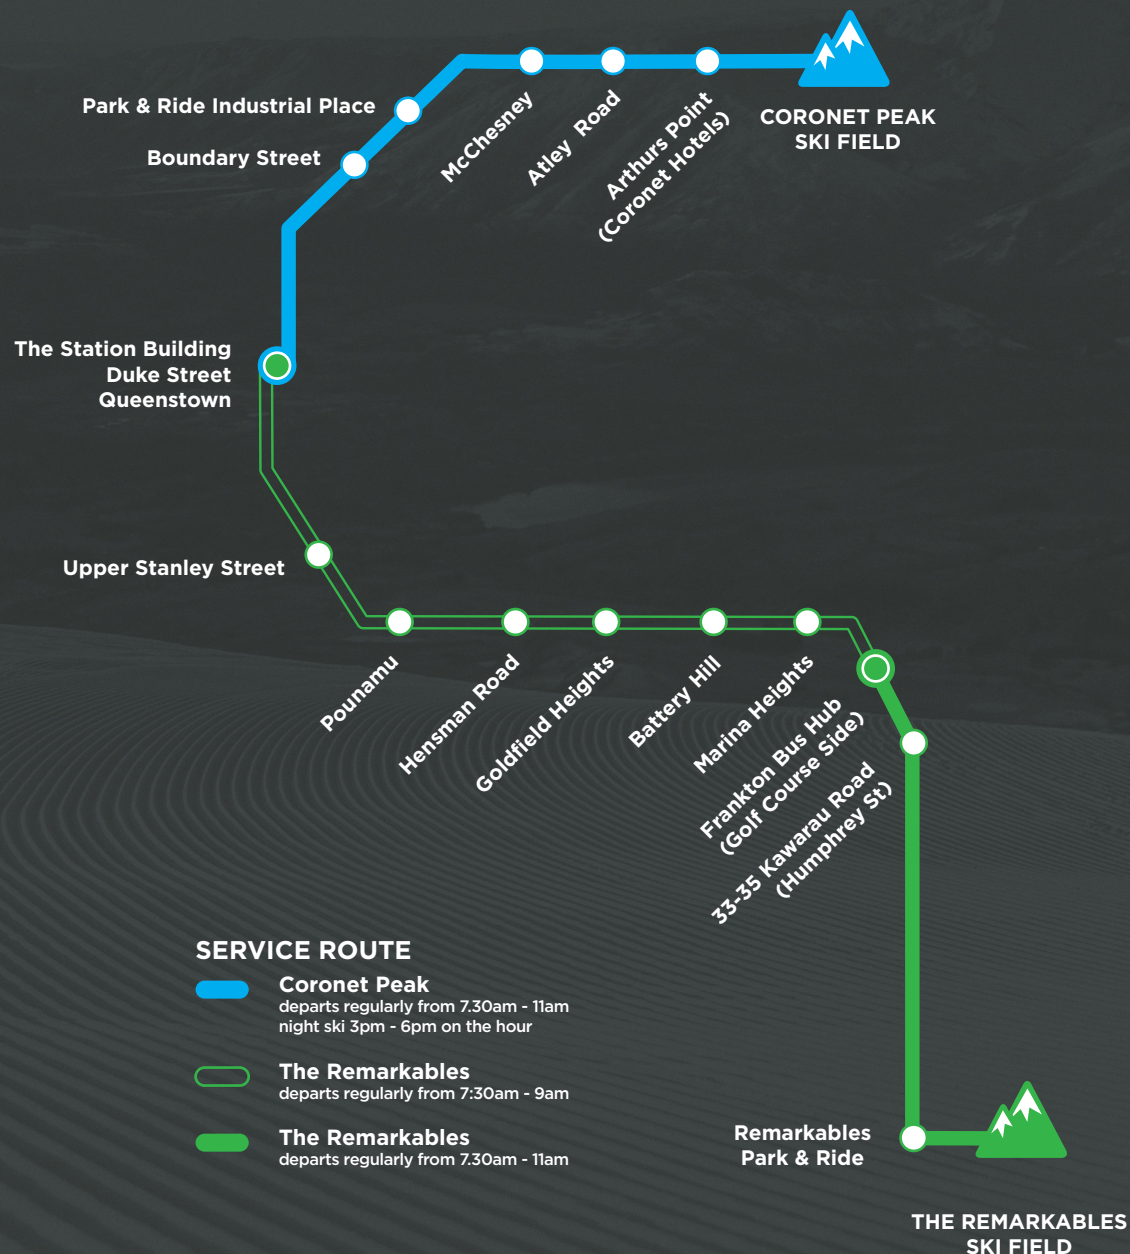 Park & Ride Industrial Place
Boundary Street
McChesney
Atley Road
Arthurs Point
(Coronet Hotels)
CORONET PEAK
SKI FIELD
The Station Building
Duke Street
Queenstown
Upper Stanley Street
Pounamu
Hensman Road
Goldfield Heights
Battery Hill
Marina Heights
Frankton Bus Hub
(Golf Course Side)
33-35 Kawarau Road
(Humphrey St)
SERVICE ROUTE
Coronet Peak
departs regularly from 7.30am - 11am
night ski 3pm - 6pm on the hour
The Remarkables
departs regularly from 7:30am - 9am
The Remarkables
departs regularly from 7.30am - 11am
Remarkables
Park & Ride
THE REMARKABLES
SKI FIELD